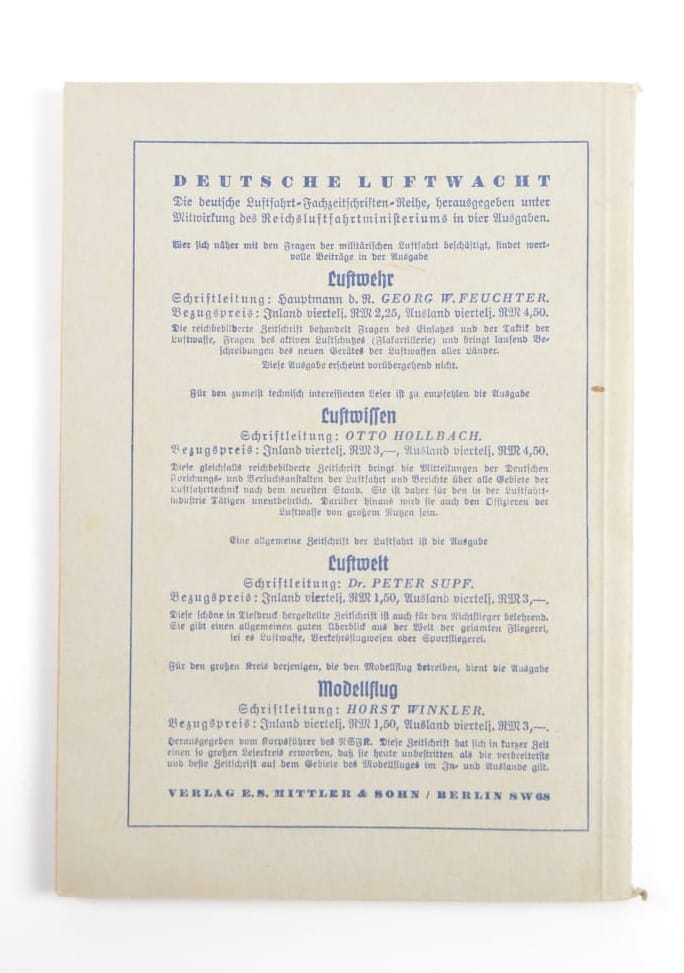 DEUTSCHE LUFTWACHT
Die deutsche Luftfahrt-Fachzeitschriften-Reihe, herausgegeben unter
Mitwirkung des Reichsluftfahrtministeriums in vier Ausgaben.
Wer sich näher mit den Fragen der militärischen Luftfahrt beschäftigt, findet wert-
volle Beiträge in der Ausgabe
Luftwehr
Schriftleitung: Hauptmann d. R. GEORG W. FEUCHTER.
Bezugspreis: Inland viertelj. RM 2,25, Ausland viertelj. RM 4,50.
Die reichbebilderte Zeitschrift behandelt Fragen des Einsatzes und der Taktik der
Luftwaffe, Fragen des aktiven Luftschutzes (Flakartillerie) und bringt laufend Be-
schreibungen des neuen Gerätes der Luftwaffen aller Länder.
Diese Ausgabe erscheint vorübergehend nicht.
Für den zumeist technisch interessierten Leser ist zu empfehlen die Ausgabe
Luftwissen
Schriftleitung: OTTO HOLLBACH.
Bezugspreis: Inland viertelj. RM 3,—, Ausland viertelj. RM 4,50.
Diese gleichfalls reichbebilderte Zeitschrift bringt die Mitteilungen der Deutschen
Forschungs- und Versuchsanstalten der Luftfahrt und Berichte über alle Gebiete der
Luftfahrttechnik nach dem neuesten Stand. Sie ist daher für den in der Luftfahrt-
industrie Tätigen unentbehrlich. Darüber hinaus wird sie auch den Offizieren der
Luftwaffe von großem Nutzen sein.
Eine allgemeine Zeitschrift der Luftfahrt ist die Ausgabe
Luftwelt
Schriftleitung: Dr. PETER SUPF.
Bezugspreis: Inland viertelj. RM 1,50, Ausland viertelj. RM 3,—.
Diese schöne in Tiefdruck hergestellte Zeitschrift ist auch für den Nichtflieger belehrend.
Sie gibt einen allgemeinen guten Überblick aus der Welt der gesamten Fliegerei,
sei es Luftwaffe, Verkehrsflugwesen oder Sportfliegerei.
Für den großen Kreis derjenigen, die den Modellflug betreiben, dient die Ausgabe
Modellflug
Schriftleitung: HORST WINKLER.
Bezugspreis: Inland viertelj. RM 1,50, Ausland viertelj. RM 3,—.
Herausgegeben vom Korpsführer des NSFK. Diese Zeitschrift hat sich in kurzer Zeit
einen so großen Leserkreis erworben, daß sie heute unbestritten als die verbreitetste
und beste Zeitschrift auf dem Gebiete des Modellfluges im In- und Auslande gilt.
VERLAG E. S. MITTLER & SOHN / BERLIN SW 68